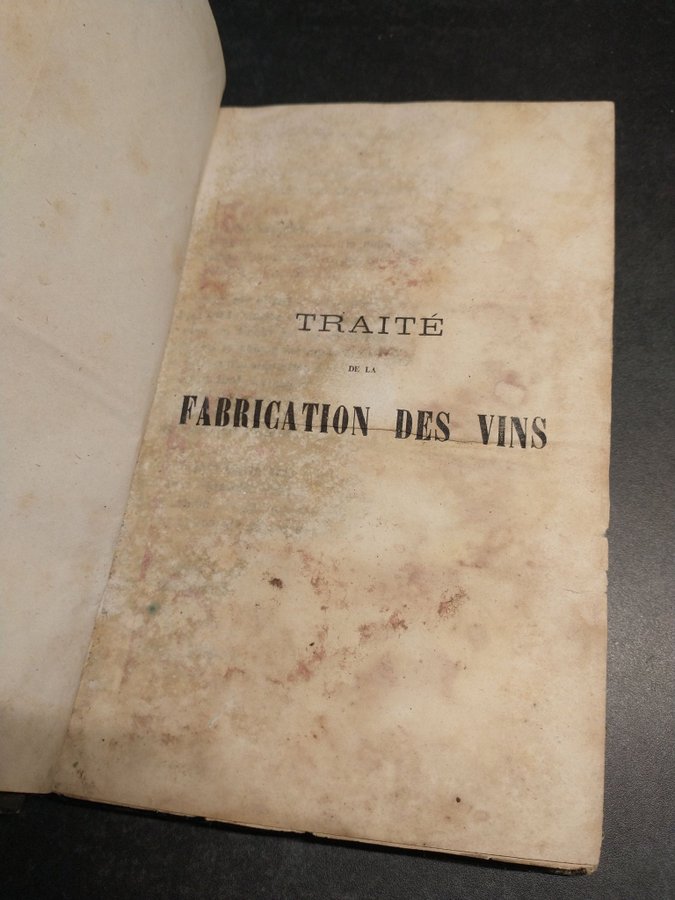 TRAITÉ
DE LA
FABRICATION DES VINS